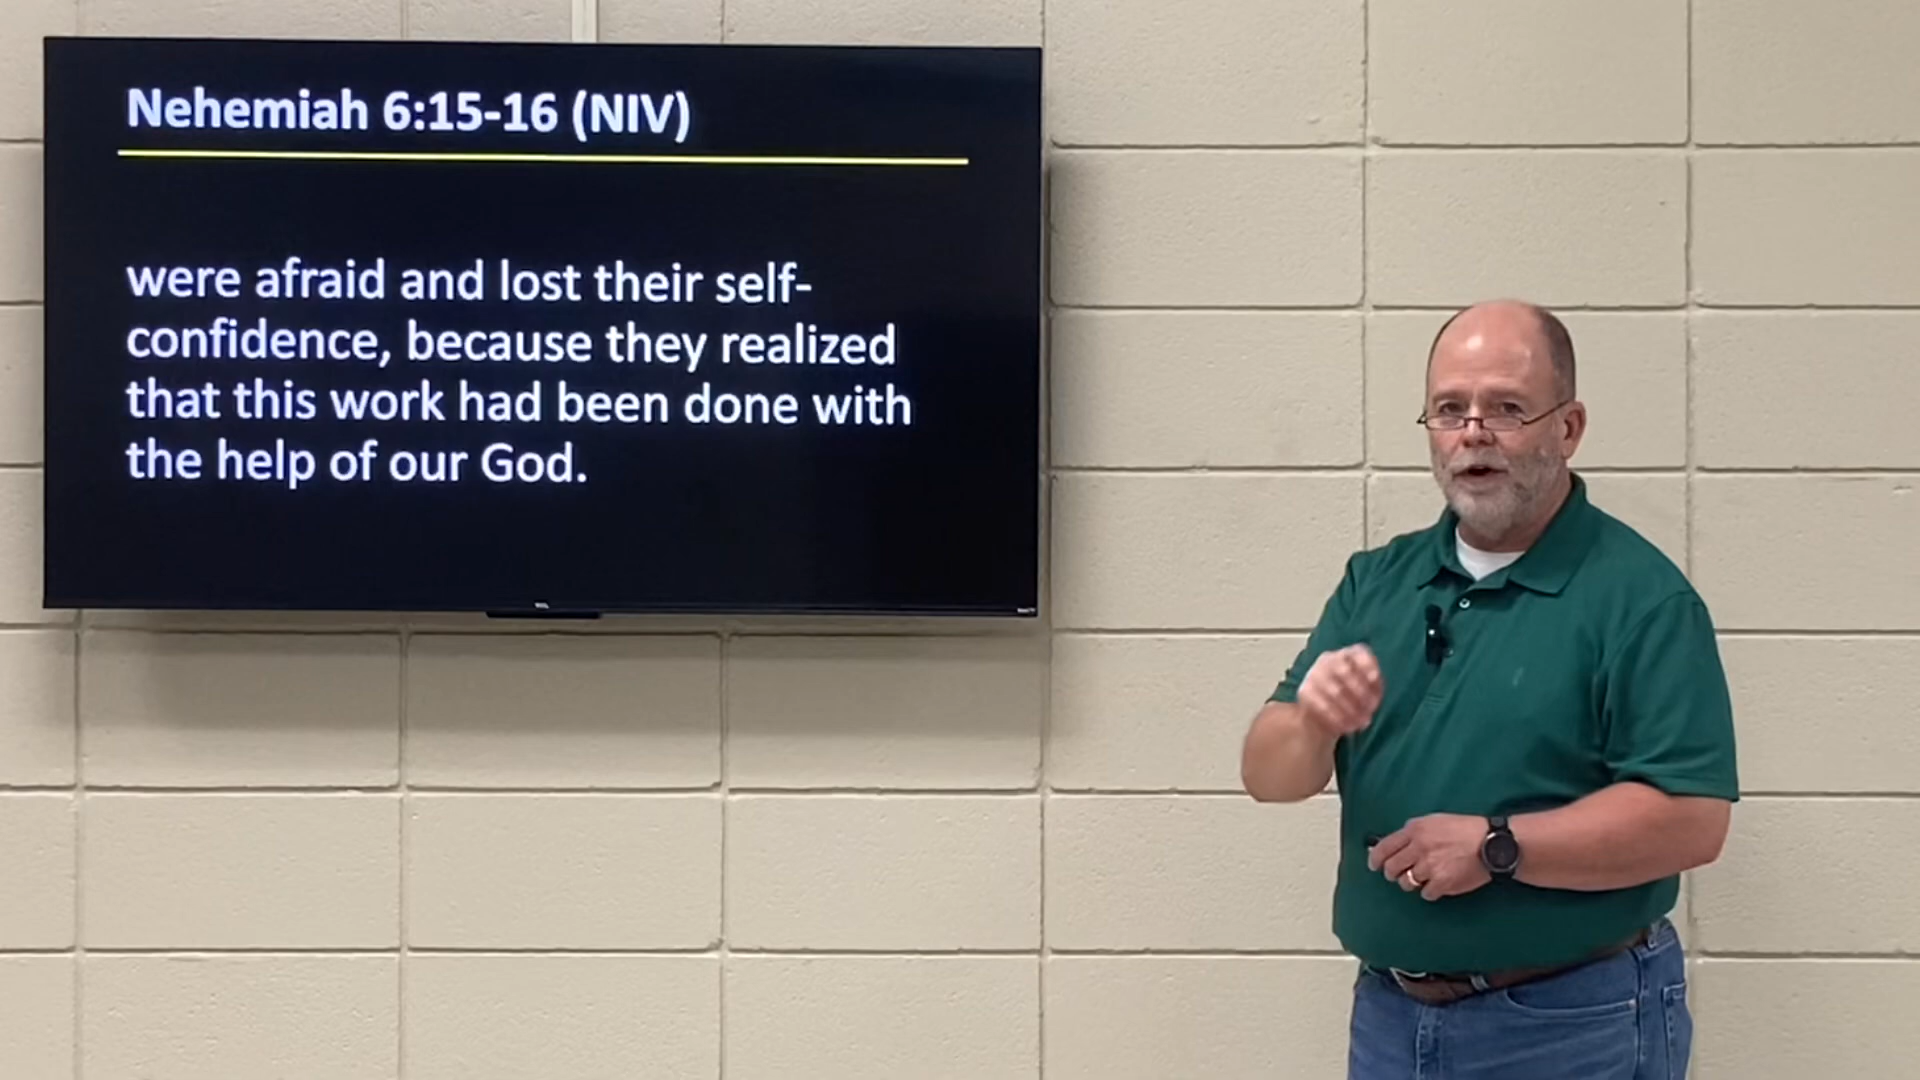 Nehemiah 6:15-16 (NIV)
were afraid and lost their self-
confidence, because they realized
that this work had been done with
the help of our God.
TCL